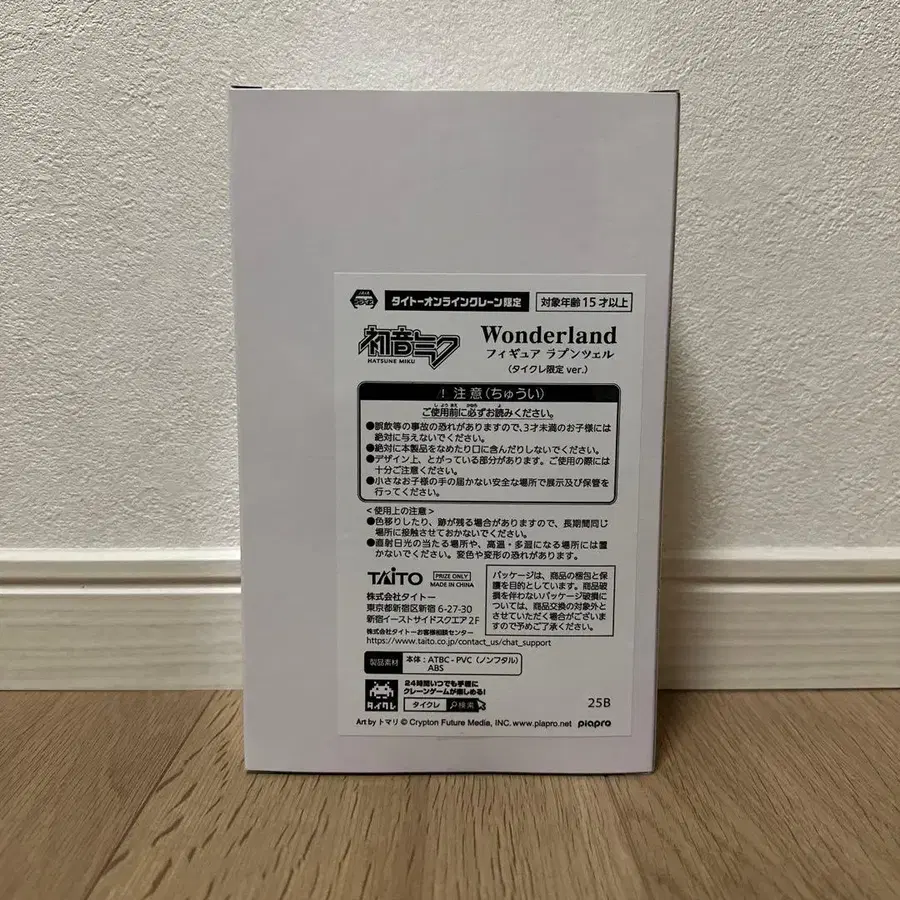 タイトーオンラインクレーン限定
対象年齢15才以上
初音ミク
HATSUNE MIKU
Wonderland
フィギュア ラプンツェル
(タイクレ限定 ver.)
！注意(ちゅうい)
ご使用前に必ずお読みください。
●誤飲等の事故の恐れがありますので、3才未満のお子様には
絶対に与えないでください。
●絶対に本製品をなめたり口に含んだりしないでください。
●デザイン上、とがっている部分があります。ご使用の際には
十分ご注意ください。
●小さなお子様の手の届かない安全な場所で展示及び保管を
行ってください。
<使用上の注意>
●色移りしたり、跡が残る場合がありますので、長期間同じ
場所に接触させておかないでください。
●直射日光の当たる場所や、高温・多湿になる場所には置
かないでください。変色や変形の恐れがあります。
TAITO
PRIZE ONLY
MADE IN CHINA
株式会社タイトー
東京都新宿区新宿 6-27-30
新宿イーストサイドスクエア 2F
株式会社タイトーお客様相談センター
https://www.taito.co.jp/contact_us/chat_support
パッケージは、商品の梱包と保
護を目的としています。商品破
損を伴わないパッケージ破損
については、商品交換の対象外と
させていただく場合がございま
すので予めご了承ください。
製品素材
本体：ATBC-PVC（ノンフタル）
ABS
タイクレ
24時間いつでも手軽に
クレーンゲームが楽しめる!
タイクレ 検索
25B
Art by トマリ © Crypton Future Media, INC. www.piapro.net piapro